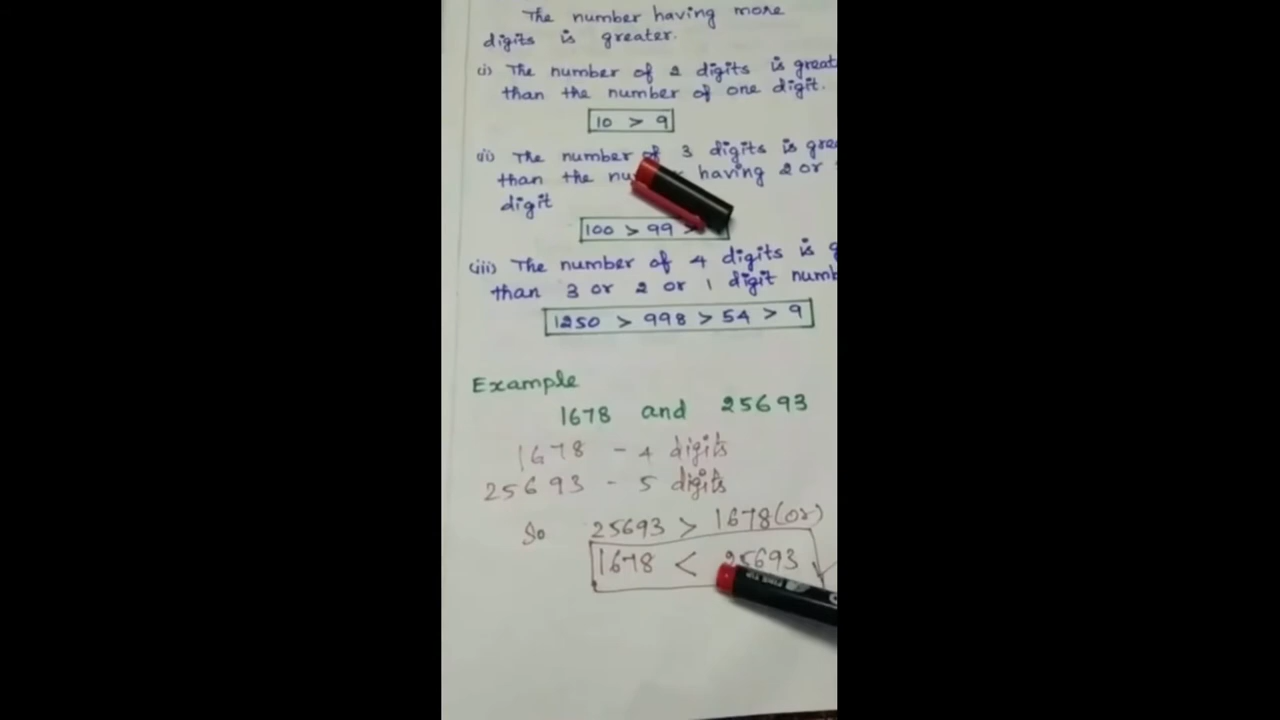 The number having more
digits is greater.
(i) The number of 2 digits is great
than the number of one digit.
10 > 9
(ii) The number of 3 digits is gre
than the having 2 or
digit
100 > 99 >
(iii) The number of 4 digits is g
than 3 or 2 or 1 digit numb
1250 > 998 > 54 > 9
Example
1678 and 25693
1678 - 4 digits
25693 - 5 digits
So 25693 > 1678 (or)
1678 < 25693